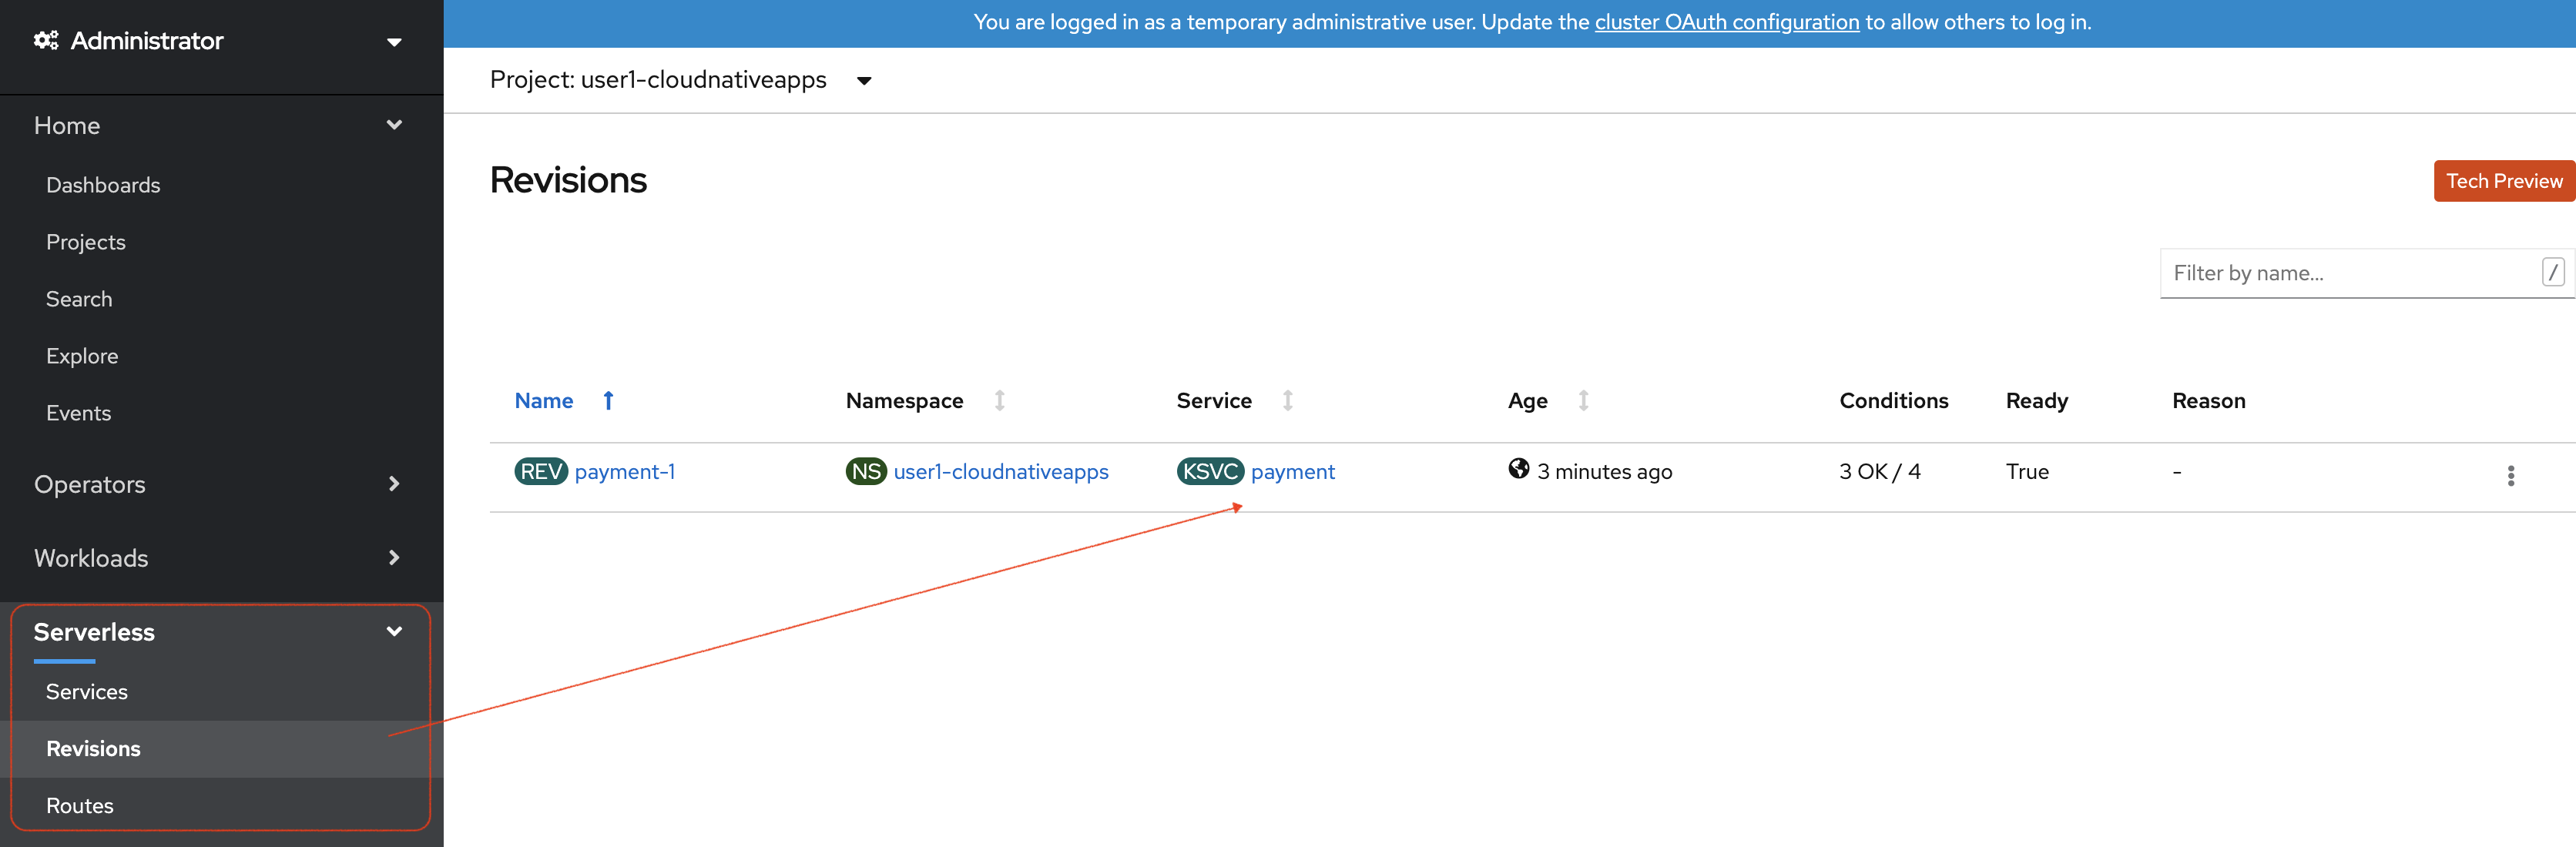 Administrator
You are logged in as a temporary administrative user. Update the cluster OAuth configuration to allow others to log in.
Project: user1-cloudnativeapps
Home
Dashboards
Projects
Search
Explore
Events
Operators
Workloads
Serverless
Services
Revisions
Routes
Revisions
Tech Preview
Filter by name...
/
Name Namespace Service Age Conditions Ready Reason
REV payment-1 NS user1-cloudnativeapps KSVC payment 3 minutes ago 3 OK / 4 True -